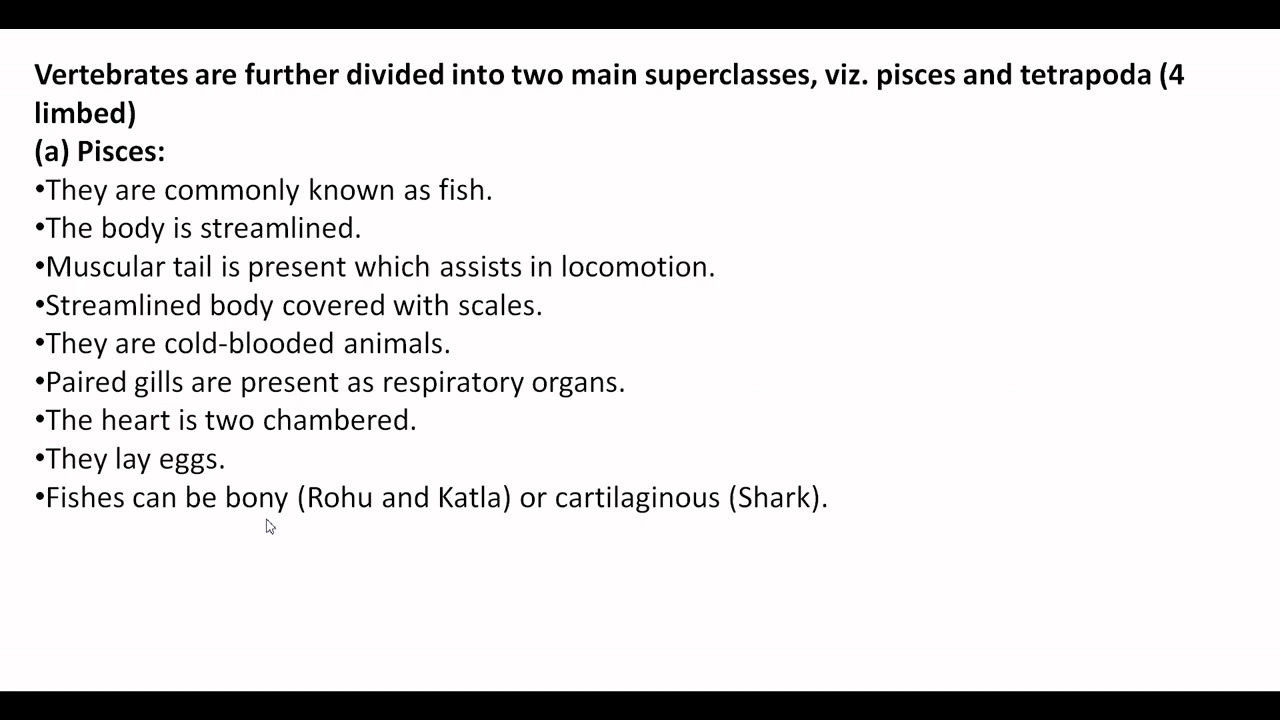 Vertebrates are further divided into two main superclasses, viz. pisces and tetrapoda (4
limbed)
(a) Pisces:
•They are commonly known as fish.
•The body is streamlined.
•Muscular tail is present which assists in locomotion.
•Streamlined body covered with scales.
•They are cold-blooded animals.
•Paired gills are present as respiratory organs.
•The heart is two chambered.
•They lay eggs.
•Fishes can be bony (Rohu and Katla) or cartilaginous (Shark).